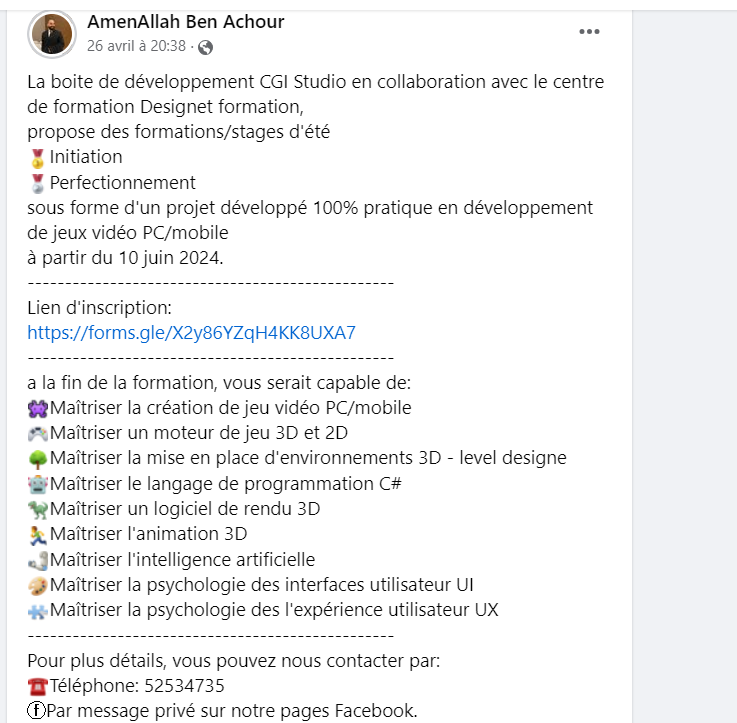 AmenAllah Ben Achour
26 avril à 20:38 ·
La boite de développement CGI Studio en collaboration avec le centre
de formation Designet formation,
propose des formations/stages d'été
🥇Initiation
🥈Perfectionnement
sous forme d'un projet développé 100% pratique en développement
de jeux vidéo PC/mobile
à partir du 10 juin 2024.
-------------------------------------------------
Lien d'inscription:
https://forms.gle/X2y86YZqH4KK8UXA7
-------------------------------------------------
a la fin de la formation, vous serait capable de:
👾Maîtriser la création de jeu vidéo PC/mobile
🎮Maîtriser un moteur de jeu 3D et 2D
🌳Maîtriser la mise en place d'environnements 3D - level designe
🤖Maîtriser le langage de programmation C#
🦖Maîtriser un logiciel de rendu 3D
🏃Maîtriser l'animation 3D
🦾Maîtriser l'intelligence artificielle
🎨Maîtriser la psychologie des interfaces utilisateur UI
🧩Maîtriser la psychologie des l'expérience utilisateur UX
-------------------------------------------------
Pour plus détails, vous pouvez nous contacter par:
☎️Téléphone: 52534735
ⓕPar message privé sur notre pages Facebook.